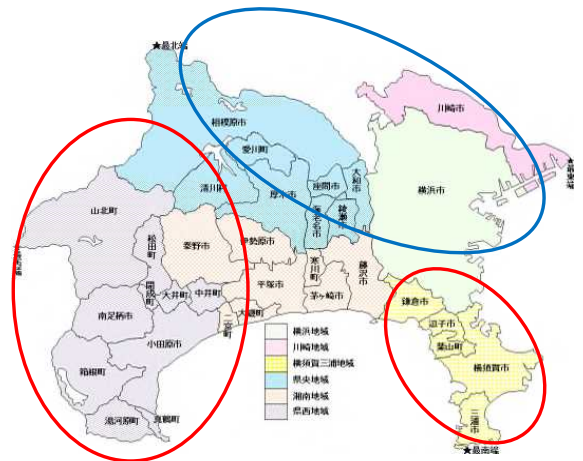 ★最北端
川崎市
相模原市
愛川町
大和市
横浜市
座間市
清川町
厚木市
綾瀬市
海老名市
★最東端
山北町
松田町
秦野市
伊勢原市
寒川町
藤沢市
鎌倉市
開成町
大井町
中井町
平塚市
茅ヶ崎市
逗子市
南足柄市
大磯町
二宮町
葉山町
小田原市
横須賀市
箱根町
三浦市
湯河原町
真鶴町
★最南端
横浜地域
川崎地域
横須賀三浦地域
県央地域
湘南地域
県西地域